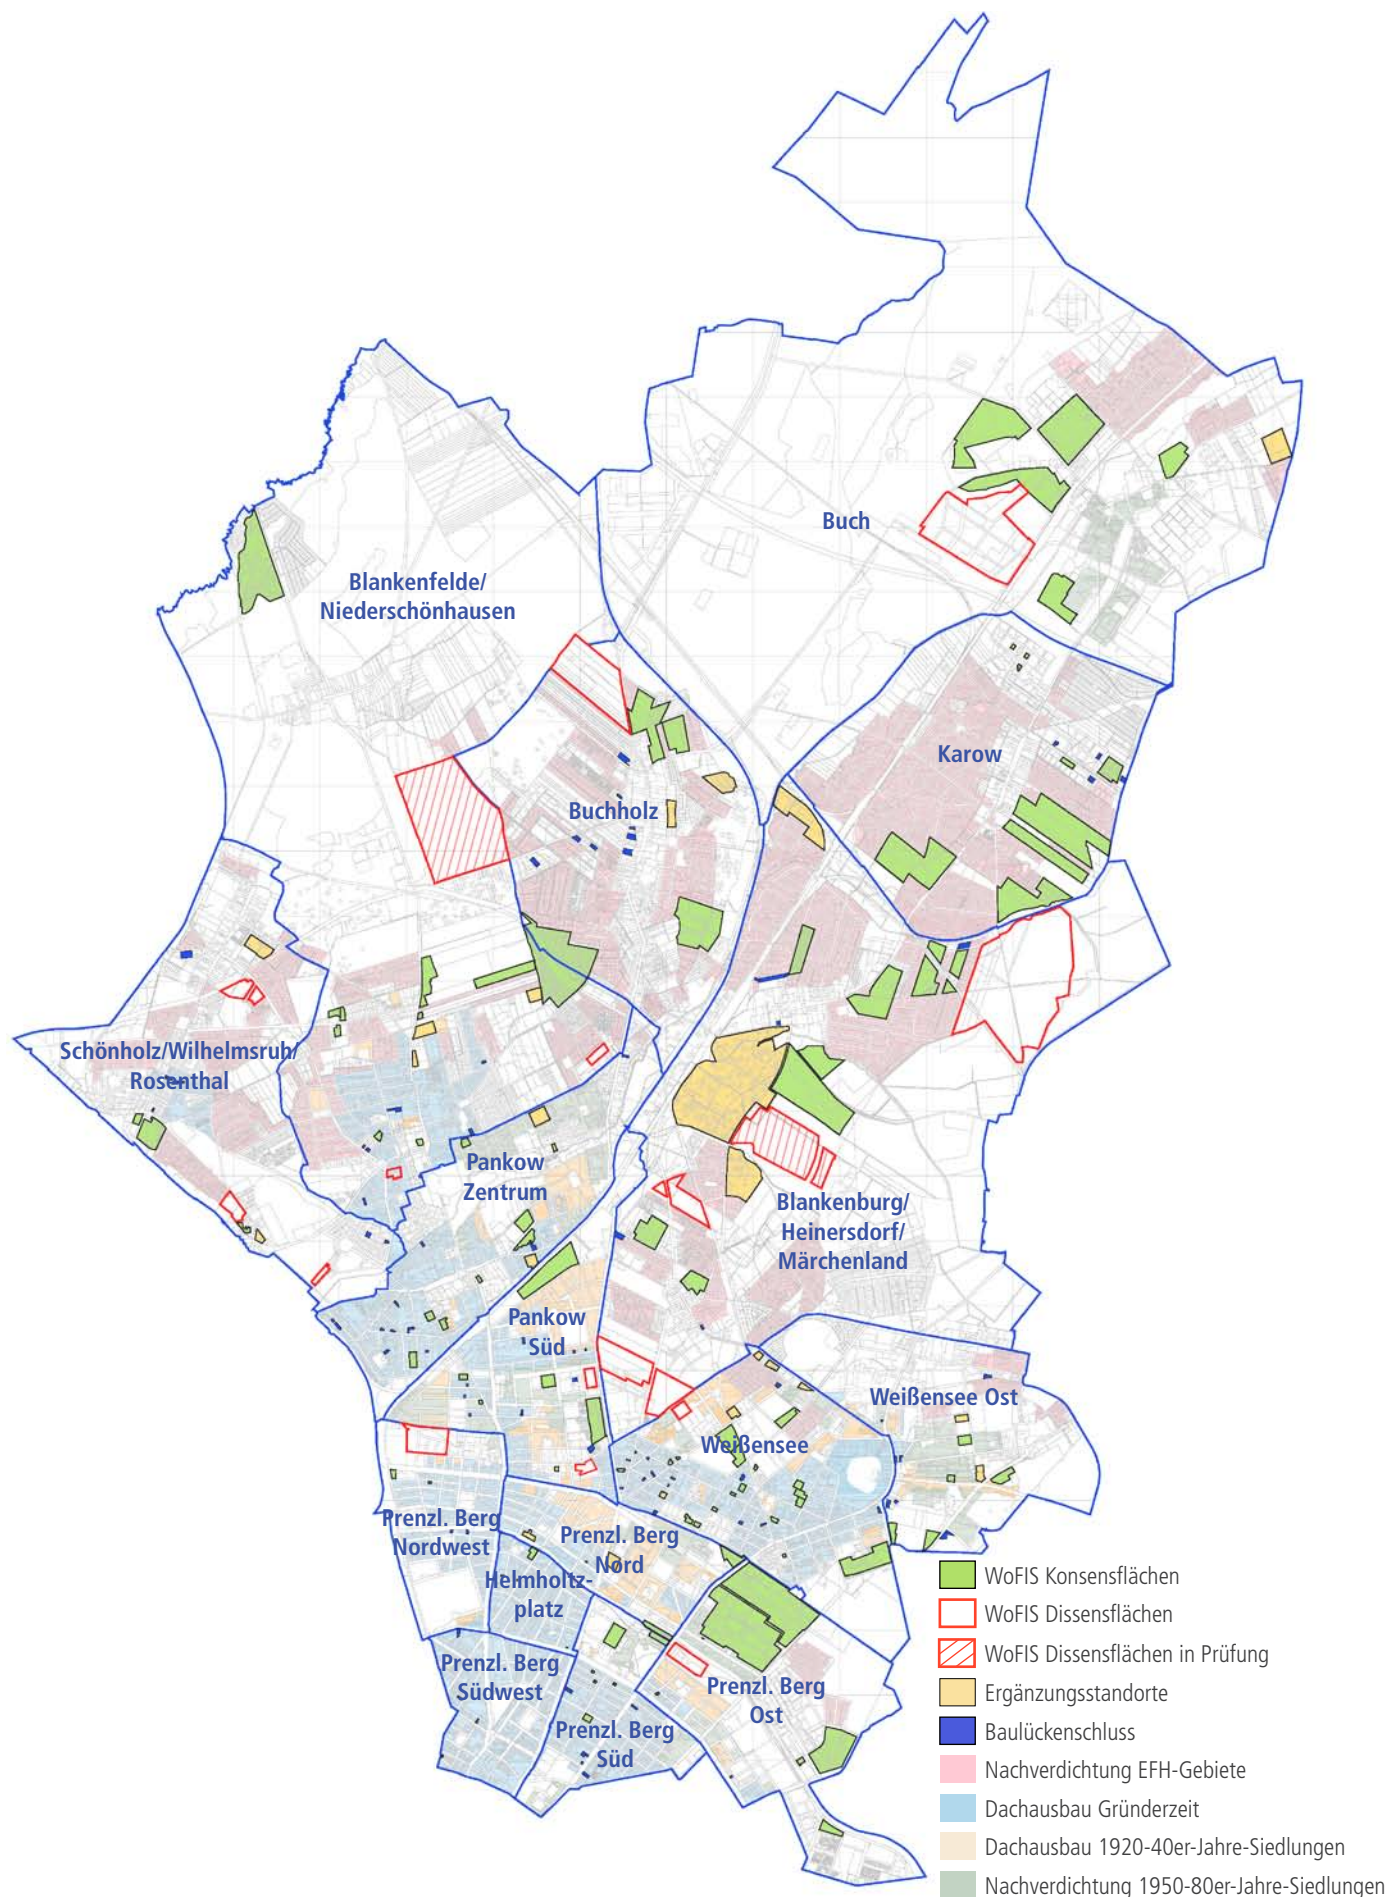 Buch
Blankenfelde/
Niederschönhausen
Karow
Buchholz
Schönholz/Wilhelmsruh/
Rosenthal
Pankow
Zentrum
Blankenburg/
Heinersdorf/
Märchenland
Pankow
Süd
Weißensee Ost
Weißensee
Prenzl. Berg
Nordwest
Prenzl. Berg
Nord
Helmholtz-
platz
Prenzl. Berg
Südwest
Prenzl. Berg
Ost
Prenzl. Berg
Süd
WoFIS Konsensflächen
WoFIS Dissensflächen
WoFIS Dissensflächen in Prüfung
Ergänzungsstandorte
Baulückenschluss
Nachverdichtung EFH-Gebiete
Dachausbau Gründerzeit
Dachausbau 1920-40er-Jahre-Siedlungen
Nachverdichtung 1950-80er-Jahre-Siedlungen